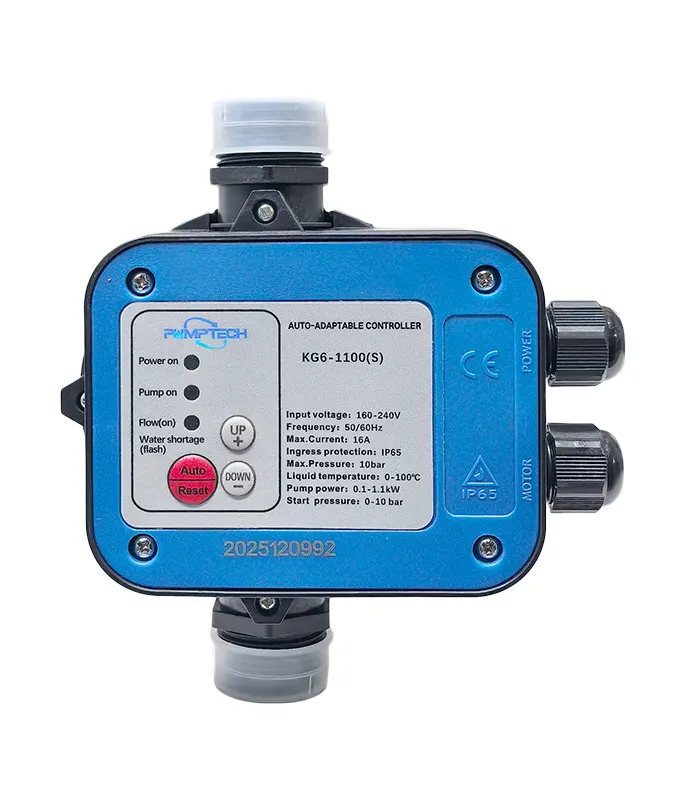 PUMPTECH
AUTO-ADAPTABLE CONTROLLER
KG6-1100(S)
Power on
Pump on
Flow(on)
Water shortage
(flash)
UP
+
Auto
Reset
DOWN
−
Input voltage: 160-240V
Frequency: 50/60Hz
Max.Current: 16A
Ingress protection: IP65
Max.Pressure: 10bar
Liquid temperature: 0-100℃
Pump power: 0.1-1.1kW
Start pressure: 0-10 bar
CE
IP65
POWER
MOTOR
2025120992